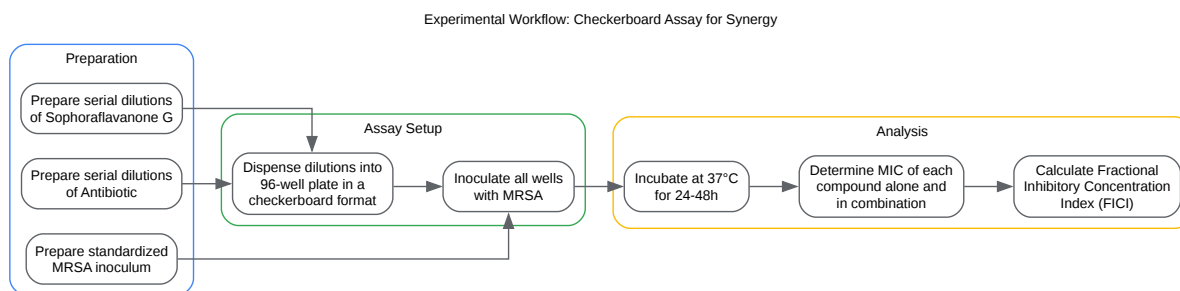 Experimental Workflow: Checkerboard Assay for Synergy
Preparation
Prepare serial dilutions
of Sophoraflavanone G
Prepare serial dilutions
of Antibiotic
Prepare standardized
MRSA inoculum
Assay Setup
Dispense dilutions into
96-well plate in a
checkerboard format
Inoculate all wells
with MRSA
Analysis
Incubate at 37°C
for 24-48h
Determine MIC of each
compound alone and
in combination
Calculate Fractional
Inhibitory Concentration
Index (FICI)